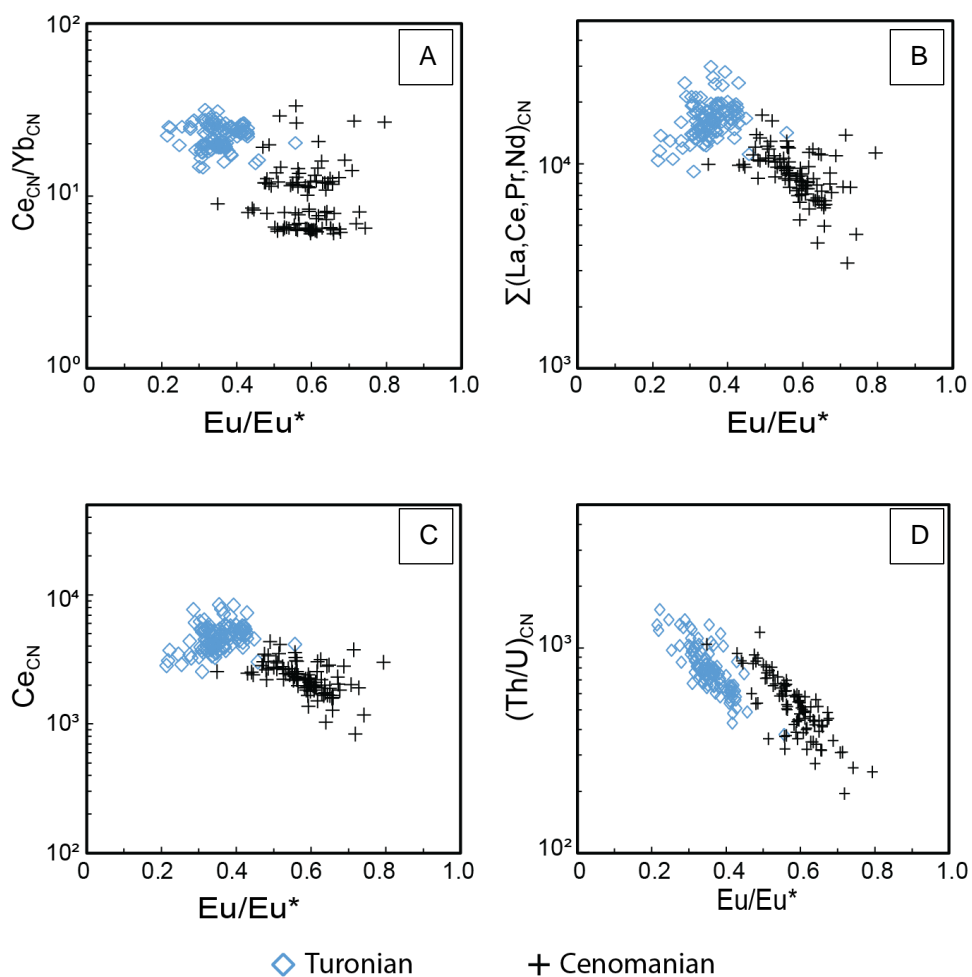 A
10²
10¹
10⁰
Ce_CN/Yb_CN
0 0.2 0.4 0.6 0.8 1.0
Eu/Eu*
B
10⁴
10³
Σ(La,Ce,Pr,Nd)_CN
0 0.2 0.4 0.6 0.8 1.0
Eu/Eu*
C
10⁴
10³
10²
Ce_CN
0 0.2 0.4 0.6 0.8 1.0
Eu/Eu*
D
10³
10²
(Th/U)_CN
0 0.2 0.4 0.6 0.8 1.0
Eu/Eu*
Turonian
Cenomanian